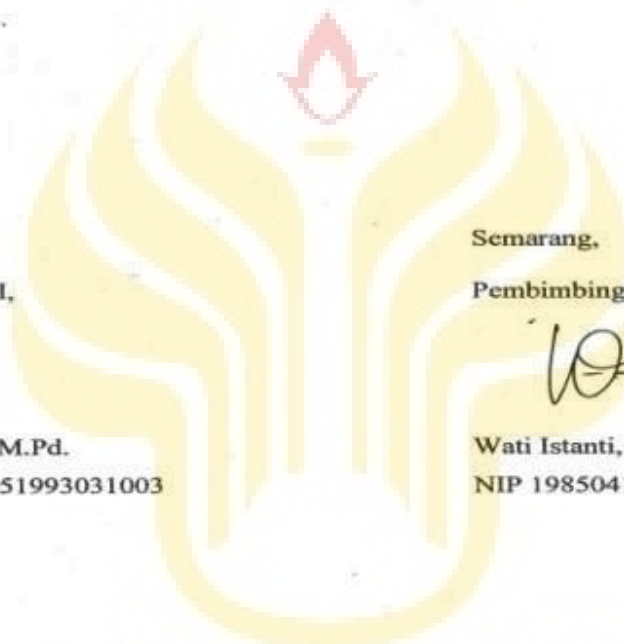 Semarang,
I,
Pembimbing
M.Pd.
Wati Istanti,
51993031003
NIP 198504